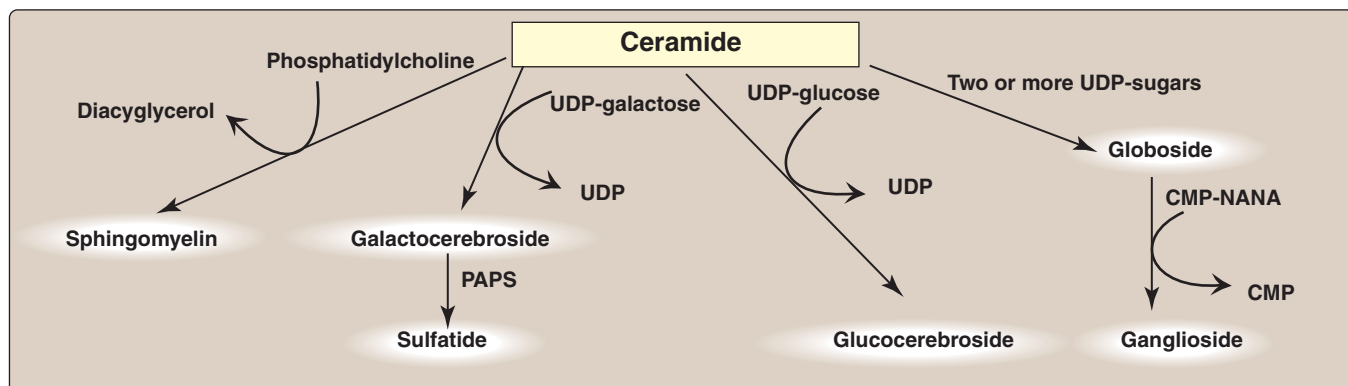 Ceramide
Phosphatidylcholine
Diacyglycerol
UDP-galactose
UDP
UDP-glucose
UDP
Two or more UDP-sugars
Globoside
CMP-NANA
CMP
Sphingomyelin
Galactocerebroside
PAPS
Sulfatide
Glucocerebroside
Ganglioside